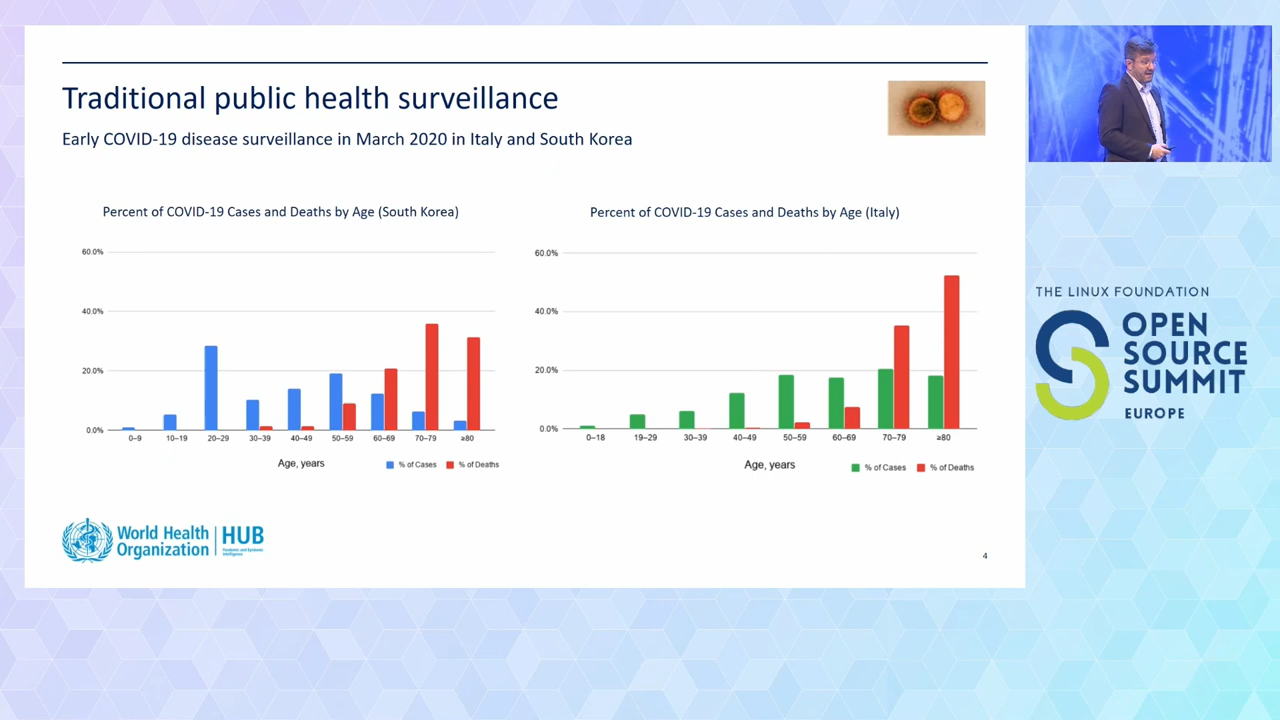 Traditional public health surveillance
Early COVID-19 disease surveillance in March 2020 in Italy and South Korea
Percent of COVID-19 Cases and Deaths by Age (South Korea)
60.0%
40.0%
20.0%
0.0%
0–9 10–19 20–29 30–39 40–49 50–59 60–69 70–79 ≥80
Age, years
% of Cases % of Deaths
Percent of COVID-19 Cases and Deaths by Age (Italy)
60.0%
40.0%
20.0%
0.0%
0–18 19–29 30–39 40–49 50–59 60–69 70–79 ≥80
Age, years
% of Cases % of Deaths
World Health
Organization
HUB
Pandemic and Epidemic
Intelligence
4
THE LINUX FOUNDATION
OPEN
SOURCE
SUMMIT
EUROPE